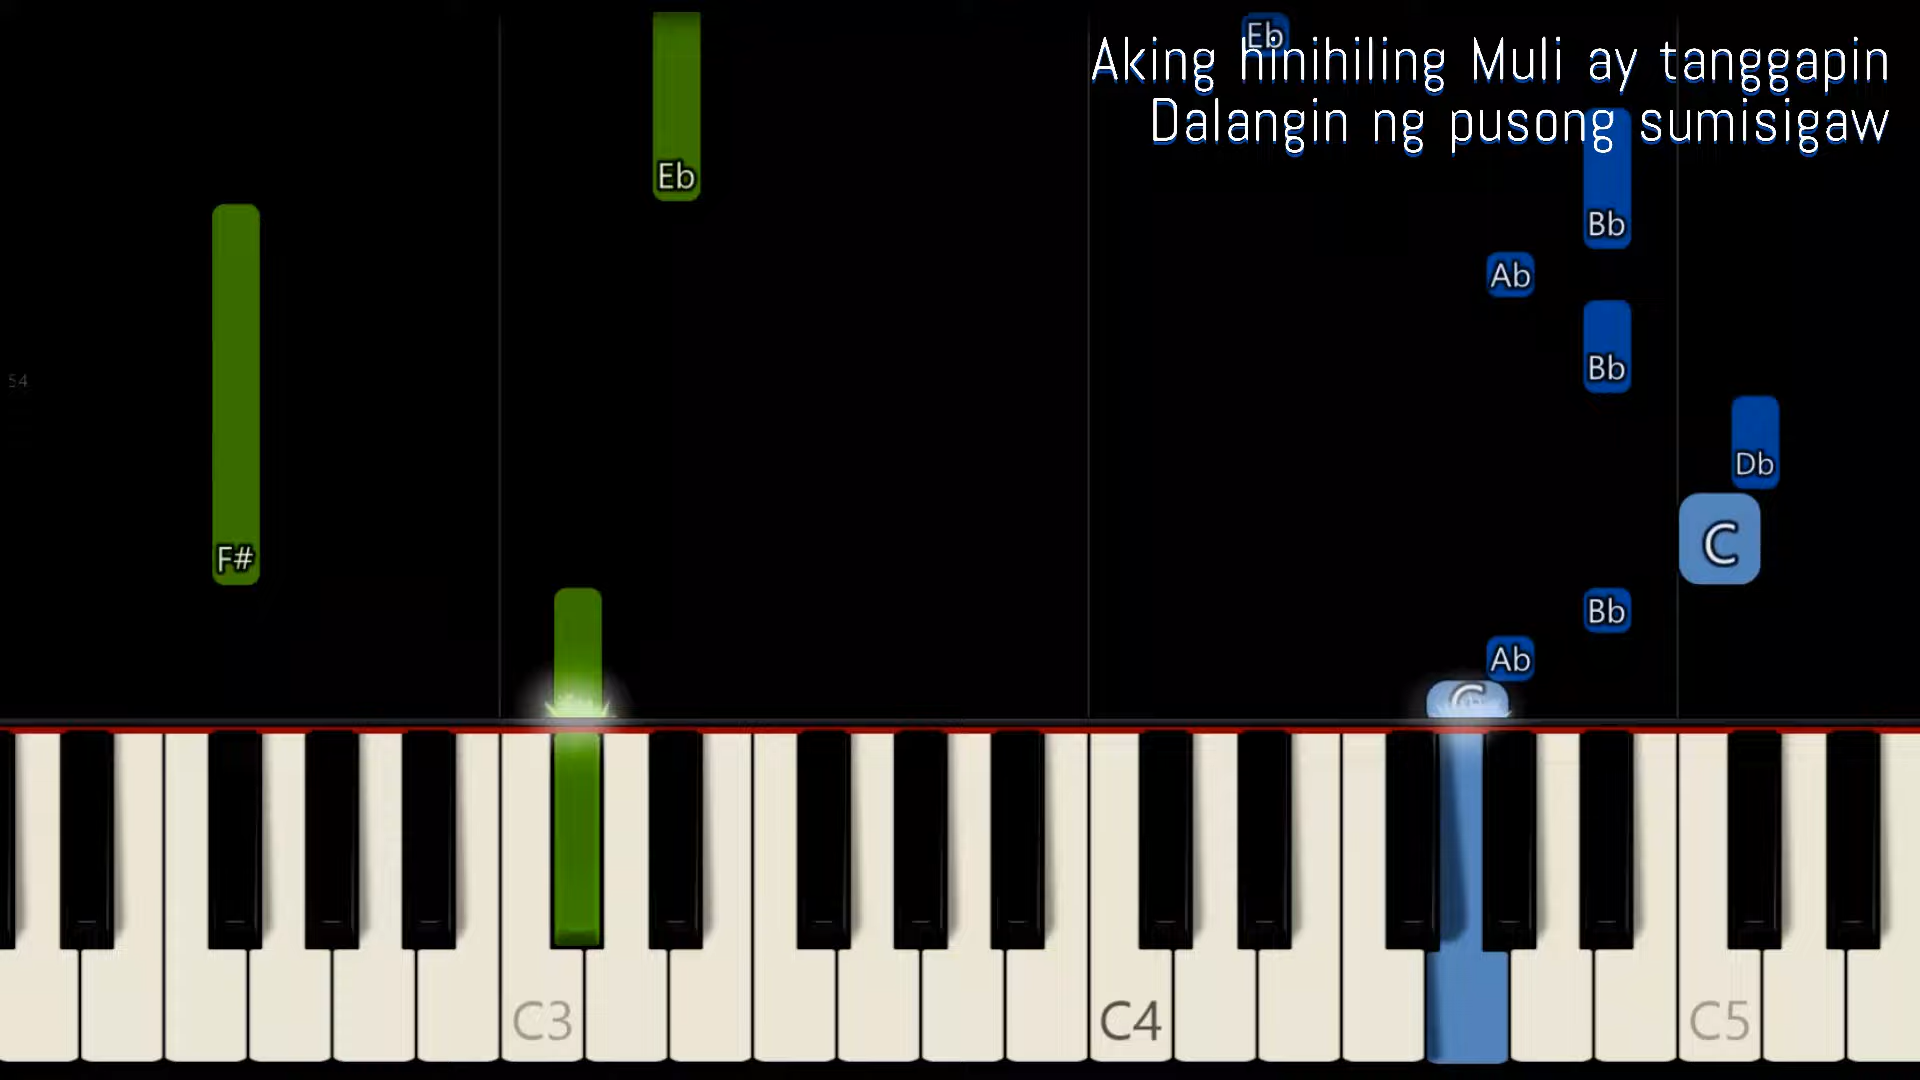 Eb
Aking hinihiling Muli ay tanggapin
Dalangin ng pusong sumisigaw
Eb
Bb
Ab
Bb
54
Db
C
F#
Bb
Ab
C3
C4
C5